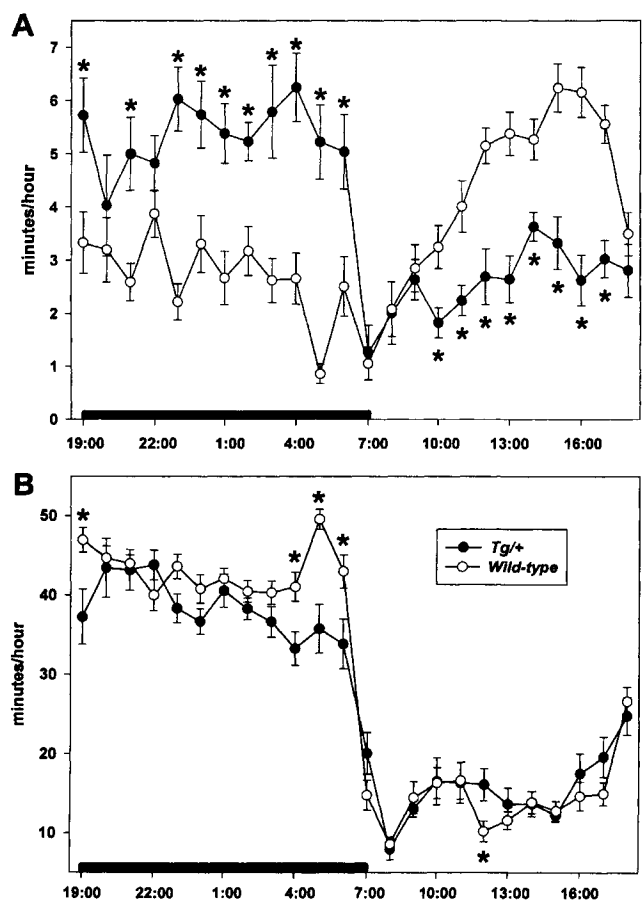 A
minutes/hour
7
6
5
4
3
2
1
0
* * * * * * * * * *
* * * * * * * *
19:00 22:00 1:00 4:00 7:00 10:00 13:00 16:00
B
minutes/hour
50
40
30
20
10
* * * *
*
Tg/+
Wild-type
19:00 22:00 1:00 4:00 7:00 10:00 13:00 16:00